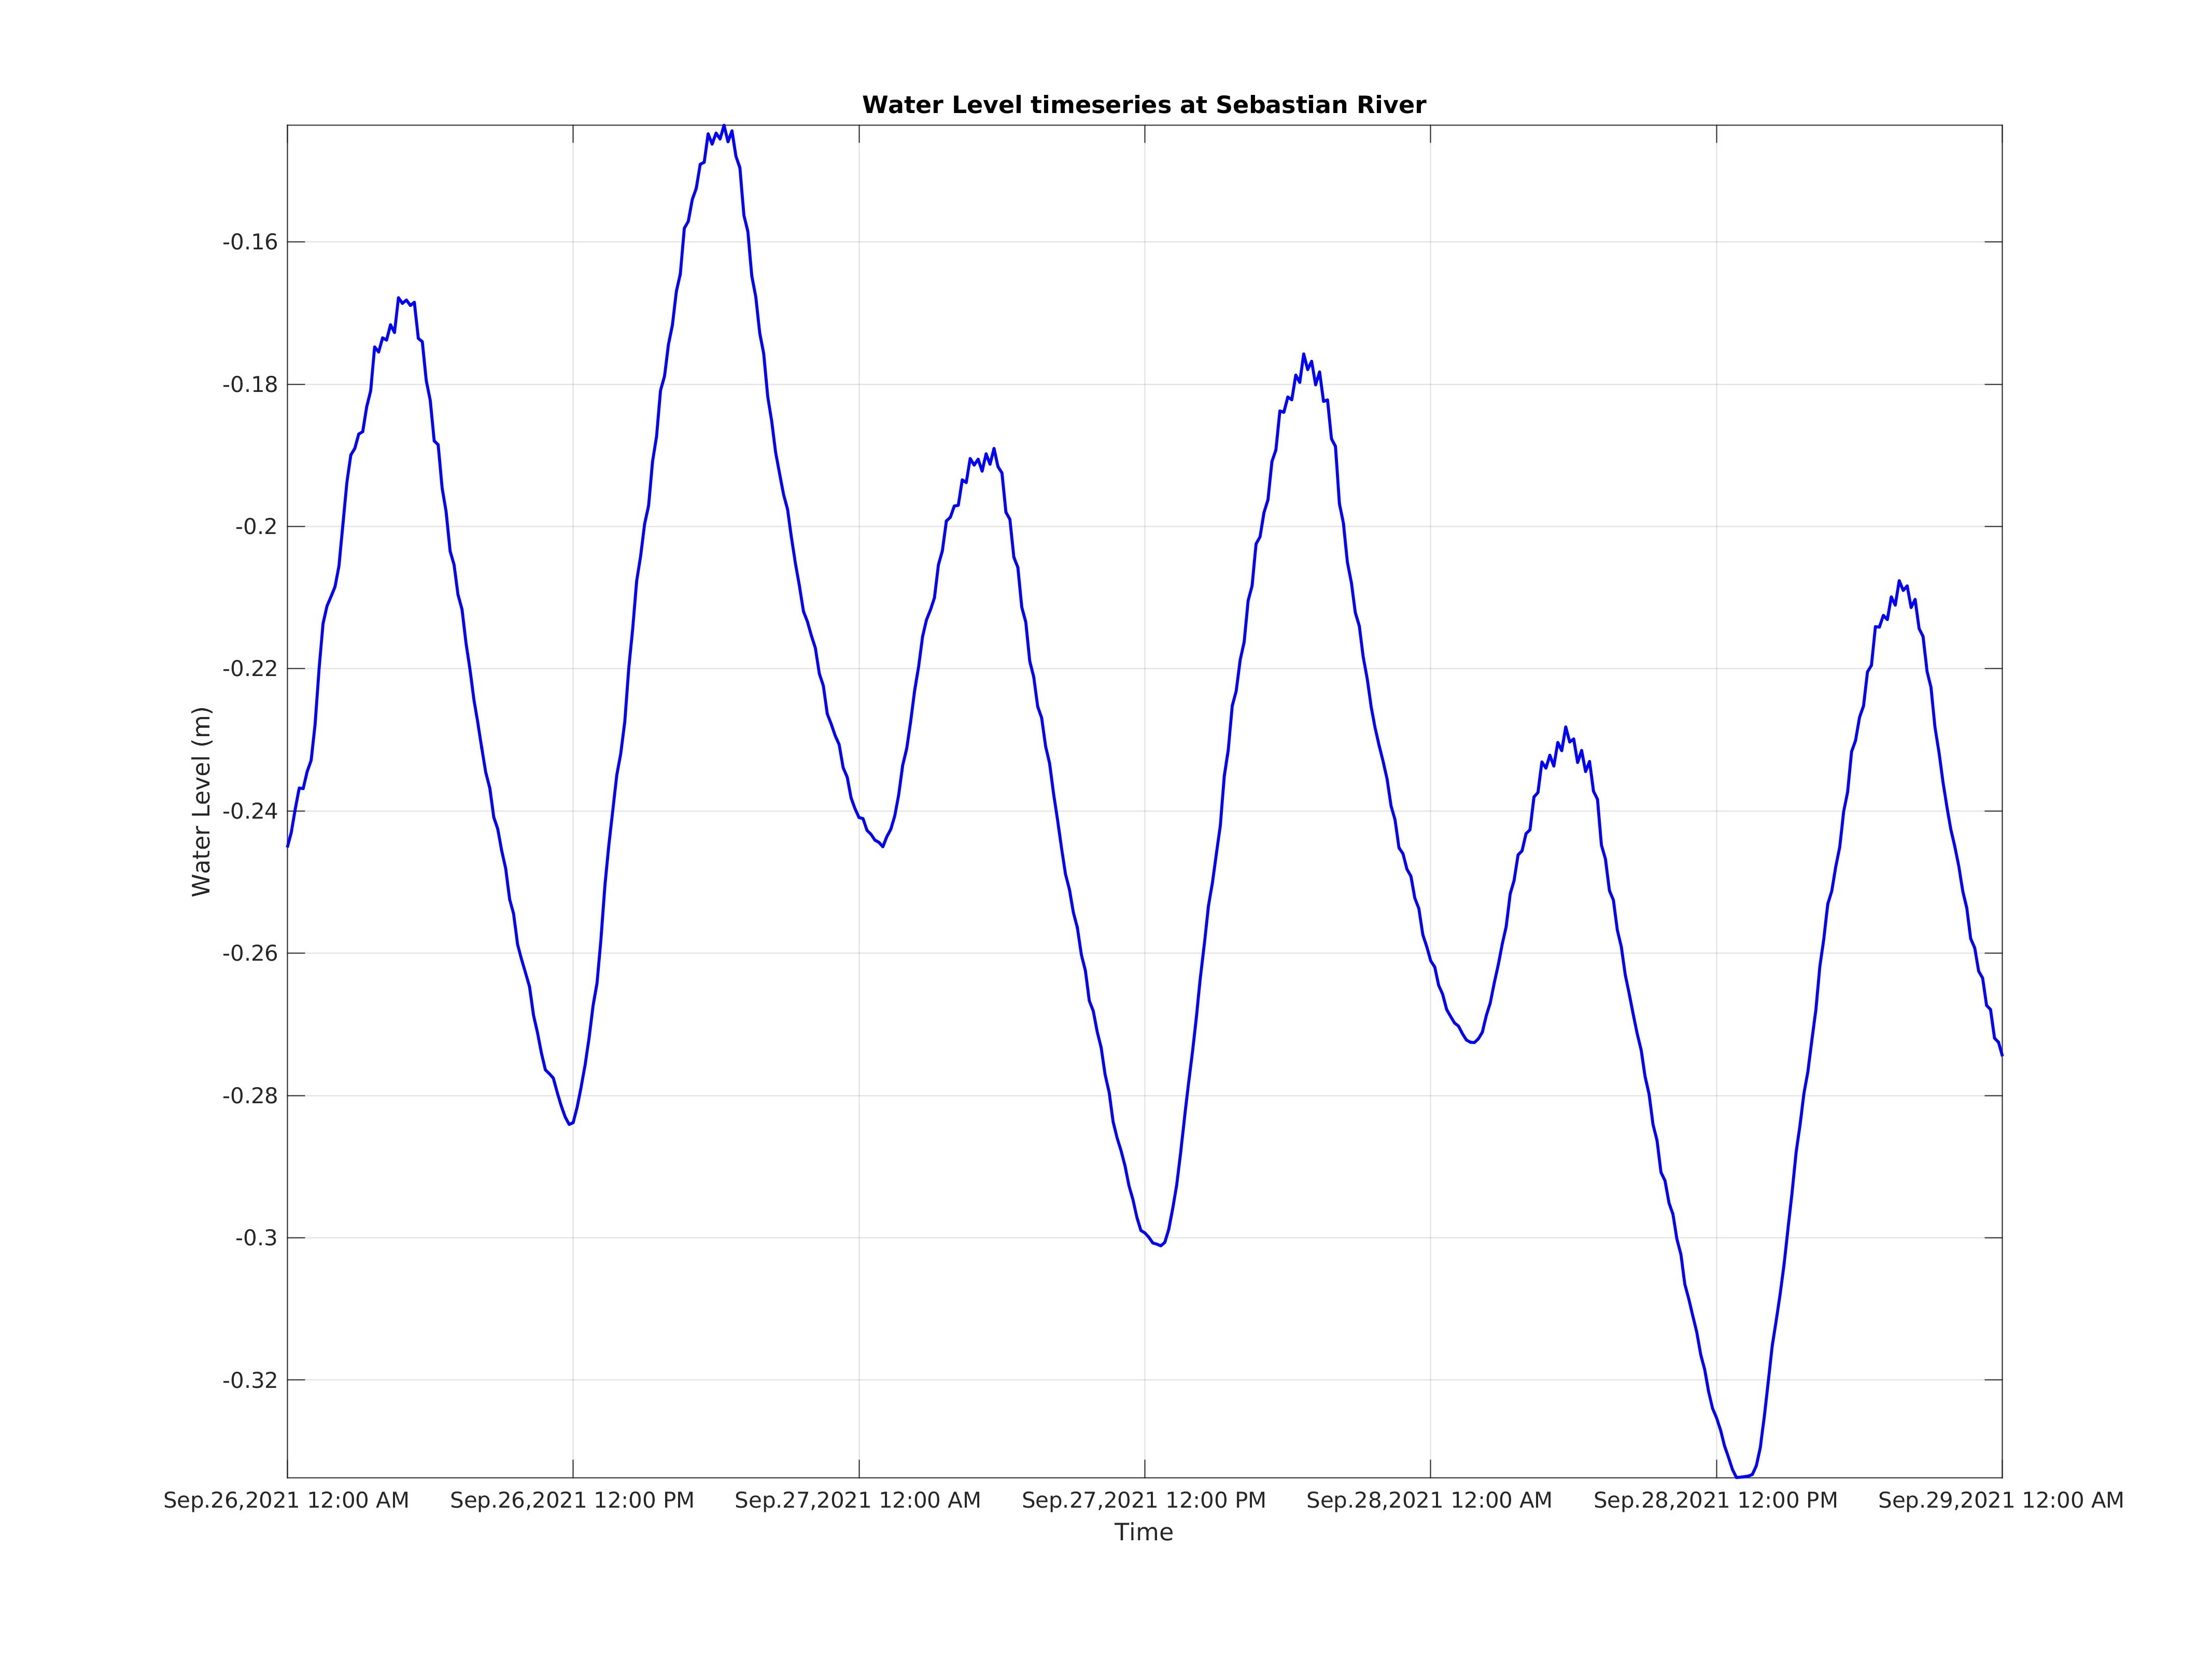 Water Level timeseries at Sebastian River
-0.16
-0.18
-0.2
-0.22
-0.24
-0.26
-0.28
-0.3
-0.32
Water Level (m)
Sep.26,2021 12:00 AM
Sep.26,2021 12:00 PM
Sep.27,2021 12:00 AM
Sep.27,2021 12:00 PM
Sep.28,2021 12:00 AM
Sep.28,2021 12:00 PM
Sep.29,2021 12:00 AM
Time